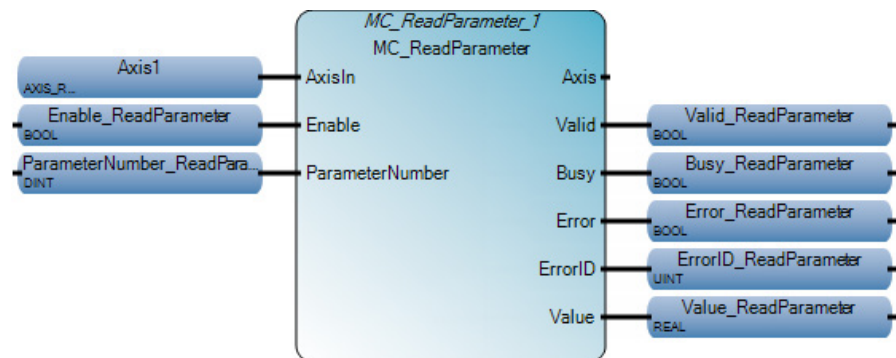 MC_ReadParameter_1
MC_ReadParameter
Axis1
AXIS_R...
AxisIn
Axis
Enable_ReadParameter
BOOL
Enable
Valid
Valid_ReadParameter
BOOL
ParameterNumber_ReadPara...
DINT
ParameterNumber
Busy
Busy_ReadParameter
BOOL
Error
Error_ReadParameter
BOOL
ErrorID
ErrorID_ReadParameter
UINT
Value
Value_ReadParameter
REAL